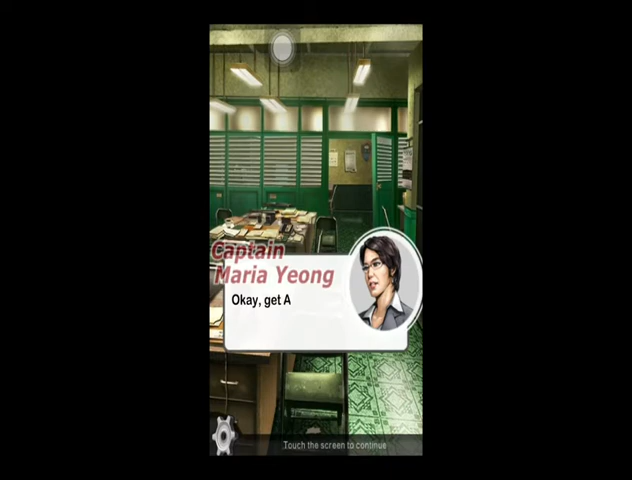 Captain
Maria Yeong
Okay, get A
Touch the screen to continue